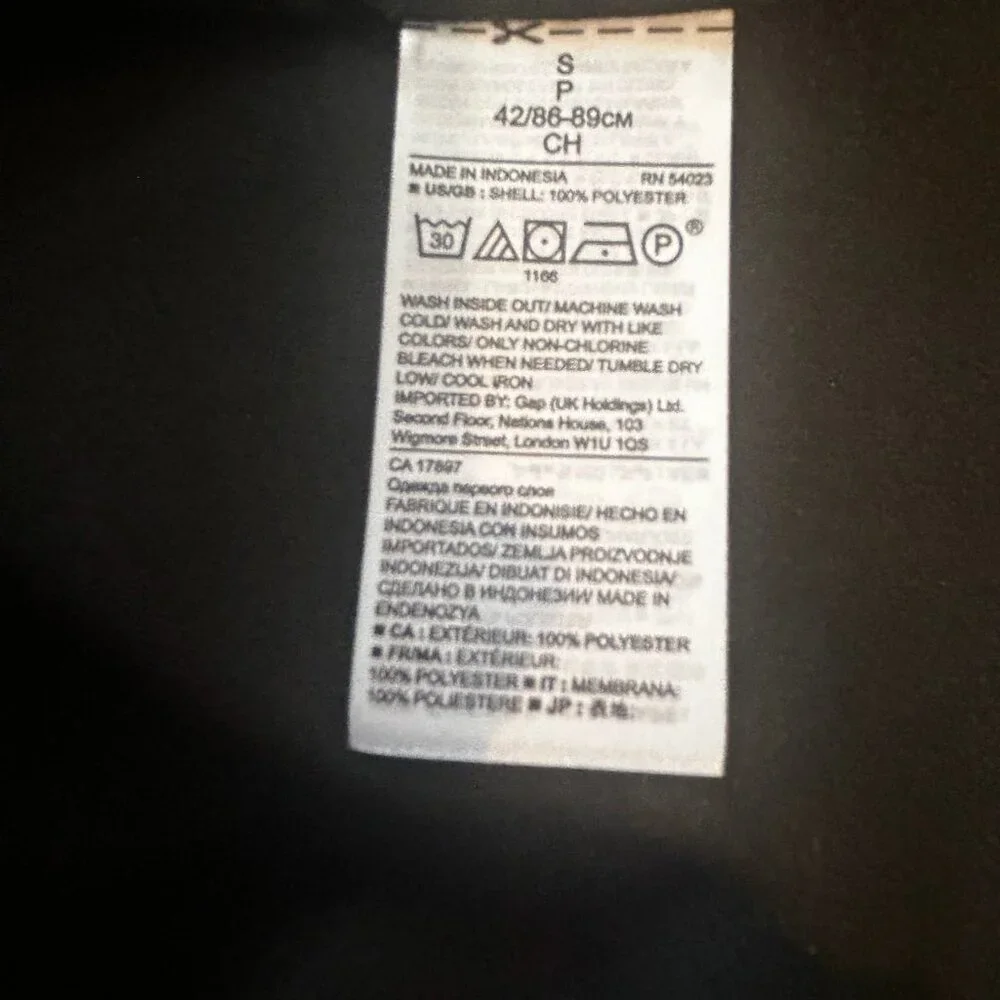 S
P
42/86-89CM
CH
MADE IN INDONESIA RN 54023
■ US/GB : SHELL: 100% POLYESTER
30 P ®
1166
WASH INSIDE OUT/ MACHINE WASH
COLD/ WASH AND DRY WITH LIKE
COLORS/ ONLY NON-CHLORINE
BLEACH WHEN NEEDED/ TUMBLE DRY
LOW/ COOL IRON
IMPORTED BY: Gap (UK Holdings) Ltd.
Second Floor, Nations House, 103
Wigmore Street, London W1U 1QS
CA 17897
Одежда первого слоя
FABRIQUE EN INDONISIE/ HECHO EN
INDONESIA CON INSUMOS
IMPORTADOS/ ZEMLJA PROIZVODNJE
INDONEZIJA/ DIBUAT DI INDONESIA/
СДЕЛАНО В ИНДОНЕЗИИ/ MADE IN
ENDENOZYA
■ CA : EXTÉRIEUR: 100% POLYESTER
■ FR/MA : EXTÉRIEUR:
100% POLYESTER ■ IT : MEMBRANA:
100% POLIESTERE ■ JP : 表地: